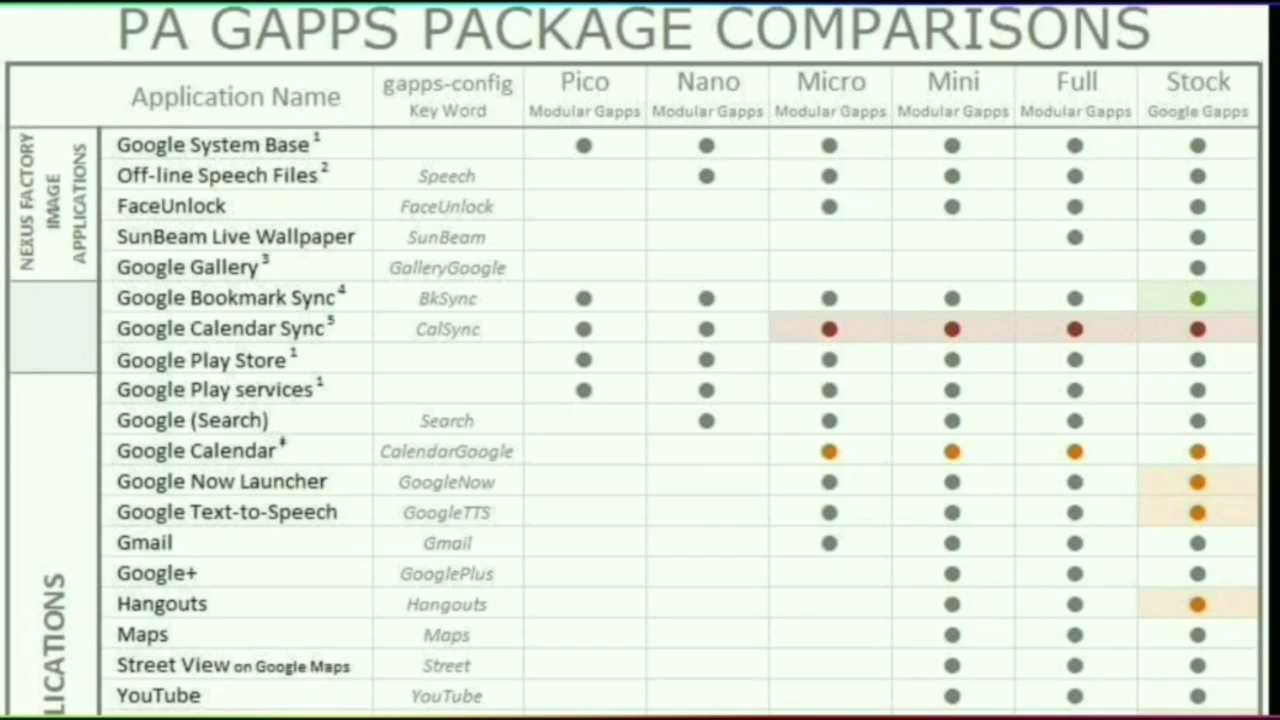 PA GAPPS PACKAGE COMPARISONS
Application Name gapps-config Key Word Pico Modular Gapps Nano Modular Gapps Micro Modular Gapps Mini Modular Gapps Full Modular Gapps Stock Google Gapps
NEXUS FACTORY
IMAGE
APPLICATIONS
Google System Base 1
Off-line Speech Files 2 Speech
FaceUnlock FaceUnlock
SunBeam Live Wallpaper SunBeam
Google Gallery 3 GalleryGoogle
Google Bookmark Sync 4 BkSync
Google Calendar Sync 5 CalSync
Google Play Store 1
Google Play services 1
Google (Search) Search
Google Calendar ‡ CalendarGoogle
Google Now Launcher GoogleNow
Google Text-to-Speech GoogleTTS
Gmail Gmail
Google+ GooglePlus
Hangouts Hangouts
Maps Maps
Street View on Google Maps Street
YouTube YouTube
LICATIONS